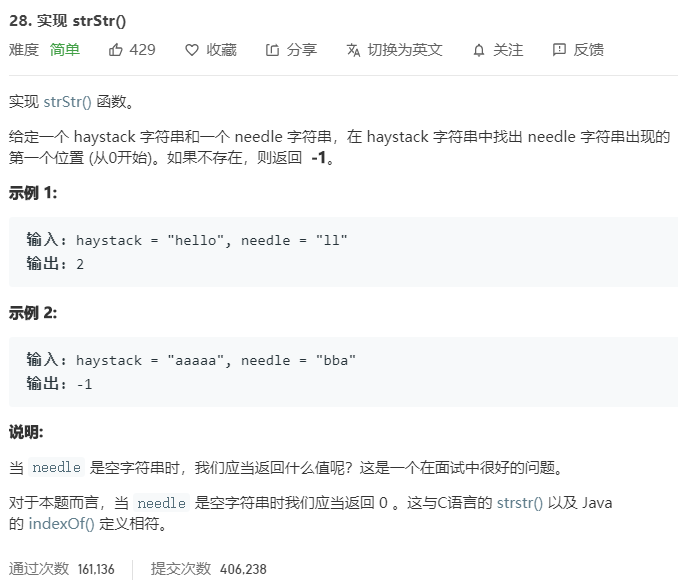 28. 实现 strStr()
难度 简单 429 收藏 分享 切换为英文 关注 反馈
实现 strStr() 函数。
给定一个 haystack 字符串和一个 needle 字符串，在 haystack 字符串中找出 needle 字符串出现的
第一个位置 (从0开始)。如果不存在，则返回 -1。
示例 1:
输入: haystack = "hello", needle = "ll"
输出: 2
示例 2:
输入: haystack = "aaaaa", needle = "bba"
输出: -1
说明:
当 needle 是空字符串时，我们应当返回什么值呢？这是一个在面试中很好的问题。
对于本题而言，当 needle 是空字符串时我们应当返回 0 。这与C语言的 strstr() 以及 Java
的 indexOf() 定义相符。
通过次数 161,136 提交次数 406,238